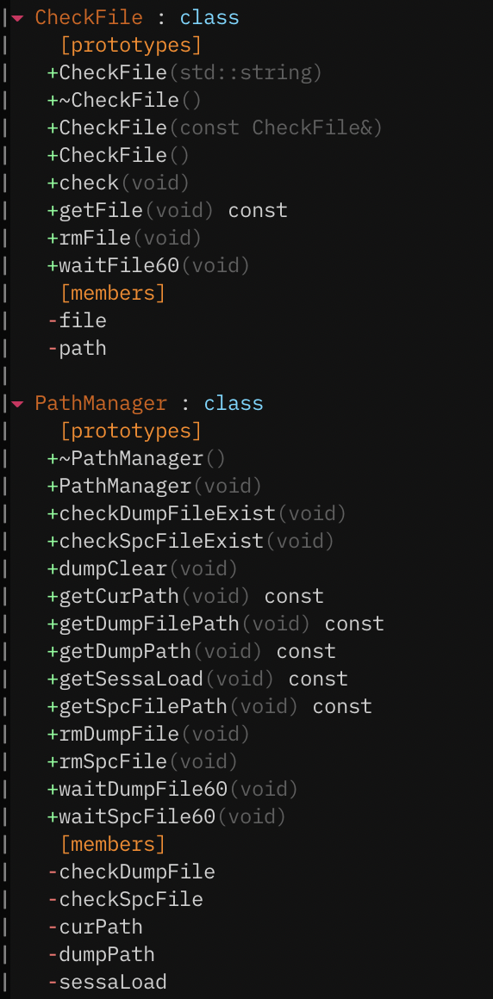 CheckFile : class
[prototypes]
+CheckFile(std::string)
+~CheckFile()
+CheckFile(const CheckFile&)
+CheckFile()
+check(void)
+getFile(void) const
+rmFile(void)
+waitFile60(void)
[members]
-file
-path
PathManager : class
[prototypes]
+~PathManager()
+PathManager(void)
+checkDumpFileExist(void)
+checkSpcFileExist(void)
+dumpClear(void)
+getCurPath(void) const
+getDumpFilePath(void) const
+getDumpPath(void) const
+getSessaLoad(void) const
+getSpcFilePath(void) const
+rmDumpFile(void)
+rmSpcFile(void)
+waitDumpFile60(void)
+waitSpcFile60(void)
[members]
-checkDumpFile
-checkSpcFile
-curPath
-dumpPath
-sessaLoad